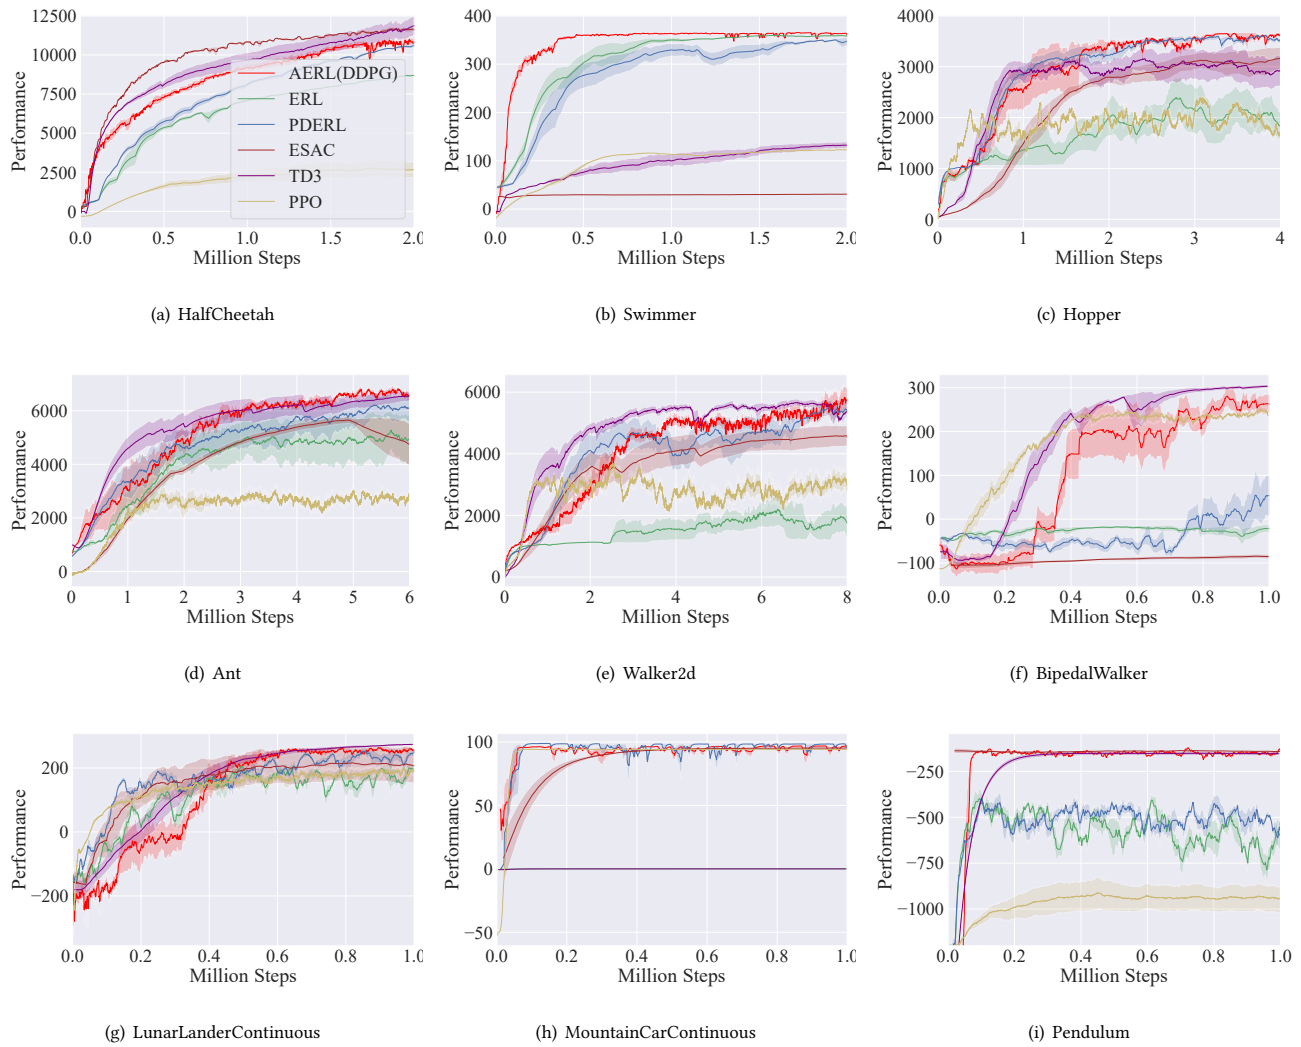 12500
10000
7500
5000
2500
0
Performance
AERL(DDPG)
ERL
PDERL
ESAC
TD3
PPO
0.0 0.5 1.0 1.5 2.0
Million Steps
(a) HalfCheetah
400
300
200
100
0
Performance
0.0 0.5 1.0 1.5 2.0
Million Steps
(b) Swimmer
4000
3000
2000
1000
0
Performance
0 1 2 3 4
Million Steps
(c) Hopper
6000
4000
2000
0
Performance
0 1 2 3 4 5 6
Million Steps
(d) Ant
6000
4000
2000
0
Performance
0 2 4 6 8
Million Steps
(e) Walker2d
300
200
100
0
−100
Performance
0.0 0.2 0.4 0.6 0.8 1.0
Million Steps
(f) BipedalWalker
200
0
−200
Performance
0.0 0.2 0.4 0.6 0.8 1.0
Million Steps
(g) LunarLanderContinuous
100
50
0
−50
Performance
0.0 0.2 0.4 0.6 0.8 1.0
Million Steps
(h) MountainCarContinuous
−250
−500
−750
−1000
Performance
0.0 0.2 0.4 0.6 0.8 1.0
Million Steps
(i) Pendulum